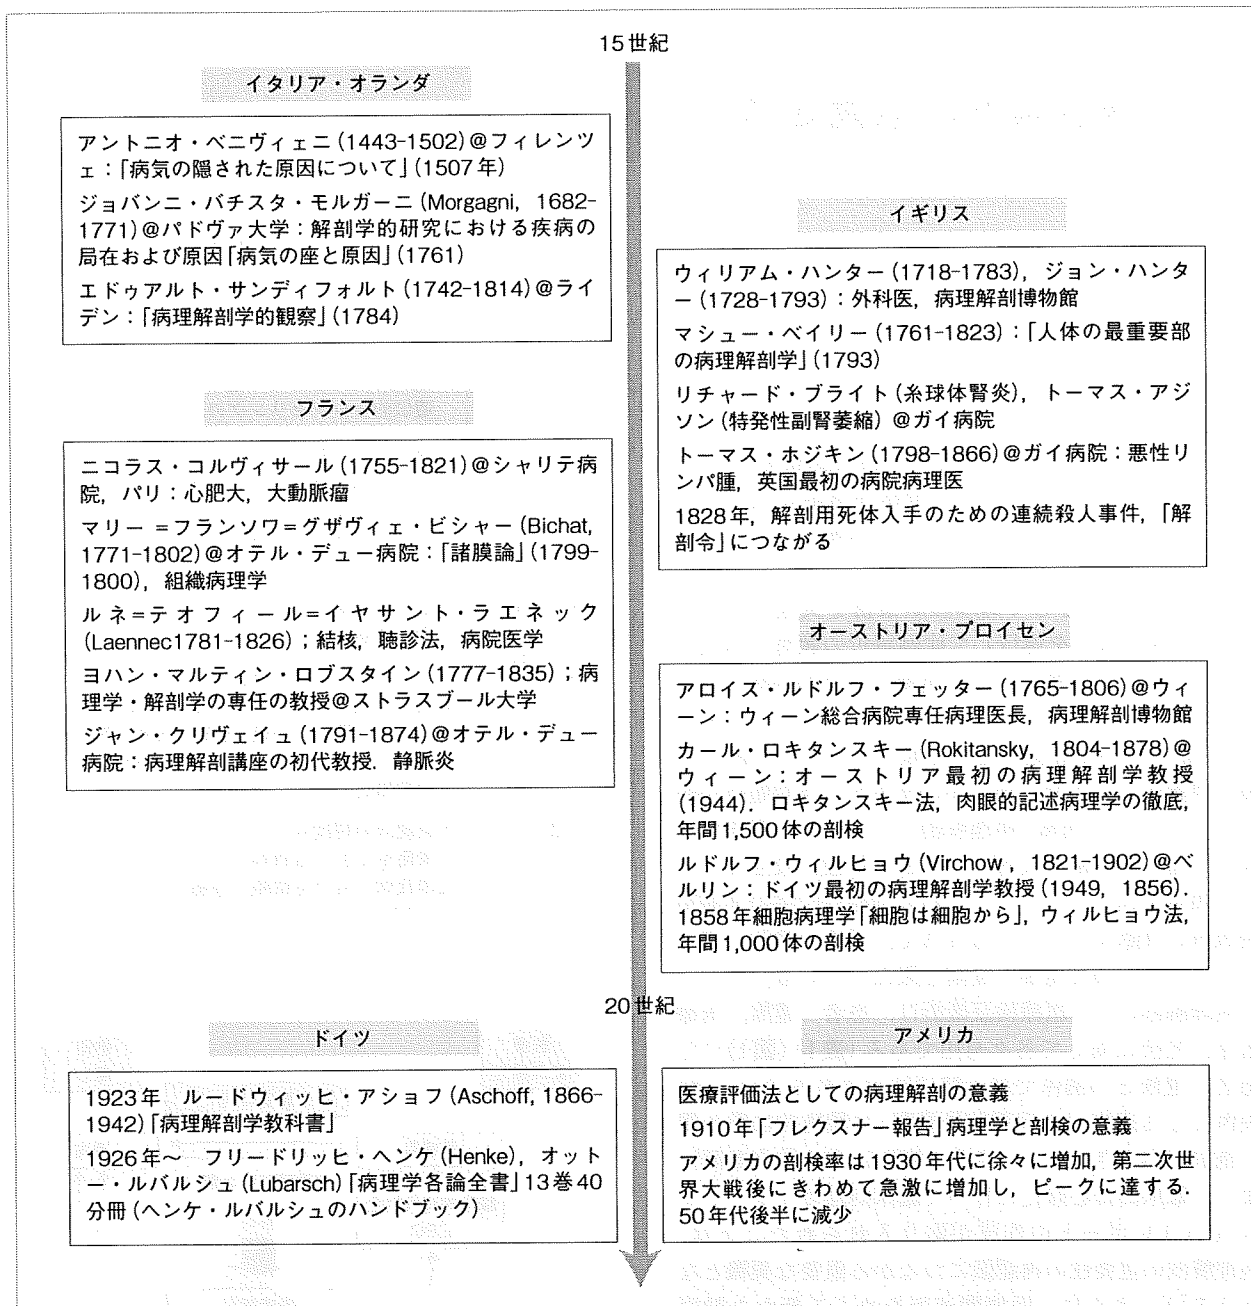 15世紀
イタリア・オランダ
アントニオ・ベニヴィェニ(1443-1502)@フィレンツ
ェ：「病気の隠された原因について」(1507年)
ジョバンニ・バチスタ・モルガーニ(Morgagni, 1682-
1771)@パドヴァ大学：解剖学的研究における疾病の
局在および原因「病気の座と原因」(1761)
エドゥアルト・サンディフォルト(1742-1814)@ライ
デン：「病理解剖学的観察」(1784)
イギリス
ウィリアム・ハンター(1718-1783)，ジョン・ハンタ
ー(1728-1793)：外科医，病理解剖博物館
マシュー・ベイリー(1761-1823)：「人体の最重要部
の病理解剖学」(1793)
リチャード・ブライト(糸球体腎炎)，トーマス・アジ
ソン(特発性副腎萎縮)@ガイ病院
トーマス・ホジキン(1798-1866)@ガイ病院：悪性リ
ンパ腫，英国最初の病院病理医
1828年，解剖用死体入手のための連続殺人事件，「解
剖令」につながる
フランス
ニコラス・コルヴィサール(1755-1821)@シャリテ病
院，パリ：心肥大，大動脈瘤
マリー=フランソワ=グザヴィェ・ビシャー(Bichat,
1771-1802)@オテル・デュー病院：「諸膜論」(1799-
1800)，組織病理学
ルネ=テオフィール=イヤサント・ラエネック
(Laennec1781-1826)；結核，聴診法，病院医学
ヨハン・マルティン・ロブスタイン(1777-1835)；病
理学・解剖学の専任の教授@ストラスブール大学
ジャン・クリヴェイュ(1791-1874)@オテル・デュー
病院：病理解剖講座の初代教授．静脈炎
オーストリア・プロイセン
アロイス・ルドルフ・フェッター(1765-1806)@ウィ
ーン：ウィーン総合病院専任病理医長，病理解剖博物館
カール・ロキタンスキー(Rokitansky, 1804-1878)@
ウィーン：オーストリア最初の病理解剖学教授
(1944)．ロキタンスキー法，肉眼的記述病理学の徹底，
年間1,500体の剖検
ルドルフ・ウィルヒョウ(Virchow, 1821-1902)@ベ
ルリン：ドイツ最初の病理解剖学教授(1949, 1856)．
1858年細胞病理学「細胞は細胞から」，ウィルヒョウ法，
年間1,000体の剖検
20世紀
ドイツ
1923年 ルードウィッヒ・アショフ(Aschoff, 1866-
1942)「病理解剖学教科書」
1926年～ フリードリッヒ・ヘンケ(Henke)，オット
ー・ルバルシュ(Lubarsch)「病理学各論全書」13巻40
分冊(ヘンケ・ルバルシュのハンドブック)
アメリカ
医療評価法としての病理解剖の意義
1910年「フレクスナー報告」病理学と剖検の意義
アメリカの剖検率は1930年代に徐々に増加，第二次世
界大戦後にきわめて急激に増加し，ピークに達する．
50年代後半に減少